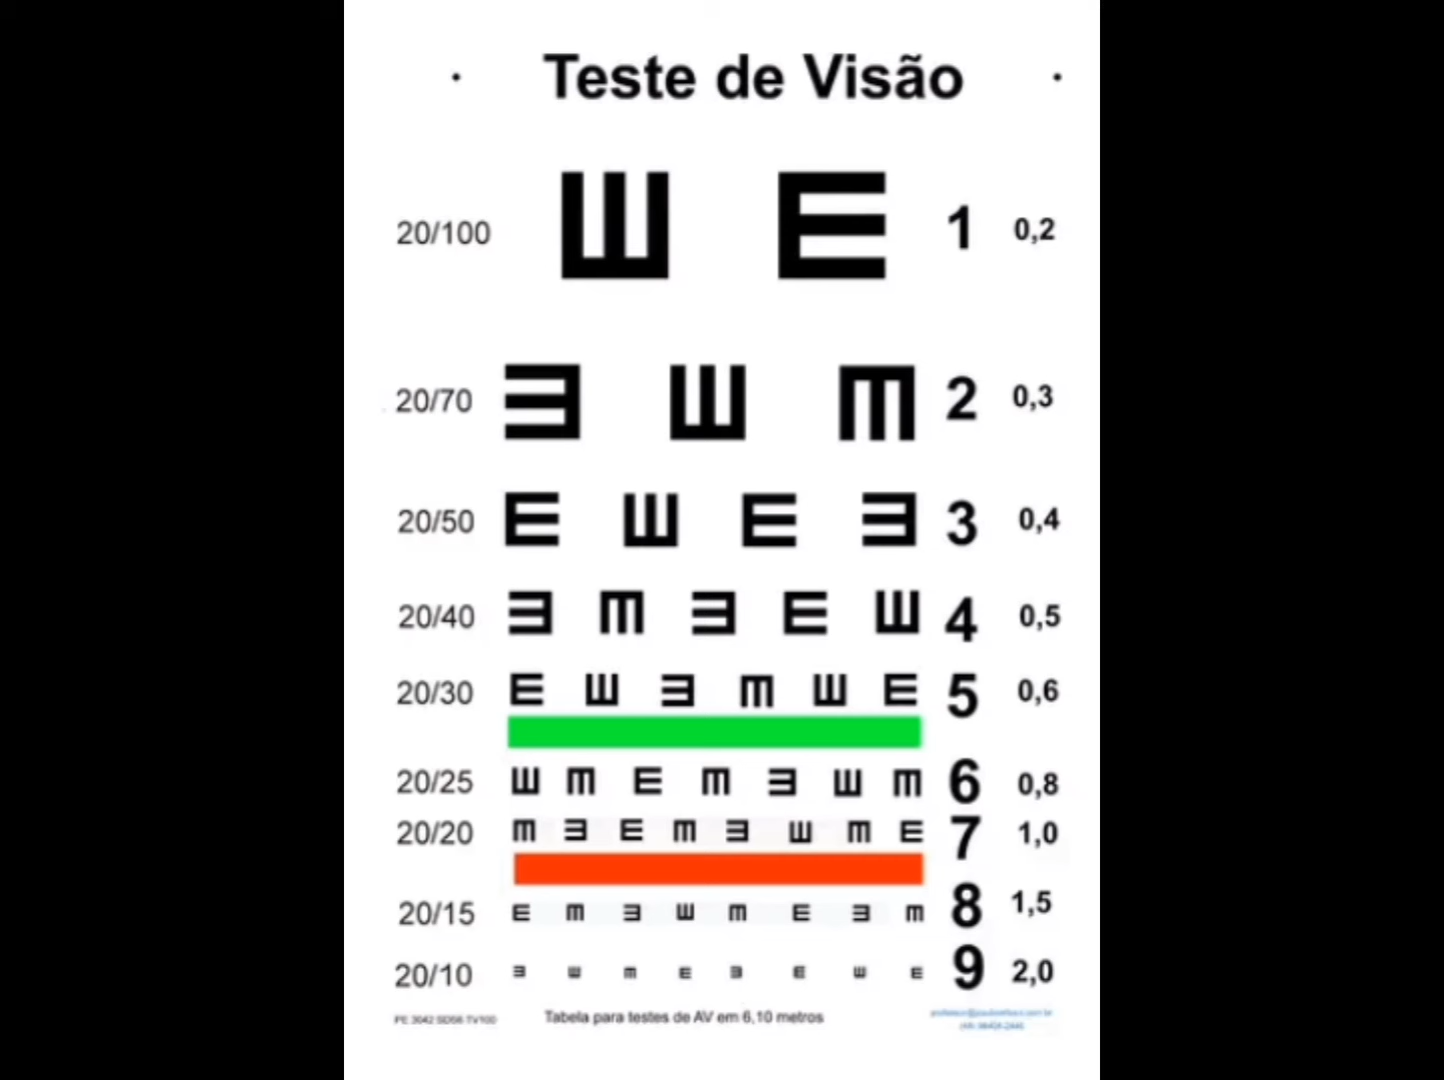 Teste de Visão
20/100 Ш E 1 0,2
20/70 Ǝ Ш M 2 0,3
20/50 E Ш E Ǝ 3 0,4
20/40 Ǝ M Ǝ E Ш 4 0,5
20/30 E Ш Ǝ M Ш E 5 0,6
20/25 Ш M E M Ǝ Ш M 6 0,8
20/20 M Ǝ E M Ǝ Ш M E 7 1,0
20/15 E M Ǝ Ш M E Ǝ M 8 1,5
20/10 Ǝ Ш M E Ǝ E Ш E 9 2,0
Tabela para testes de AV em 6,10 metros